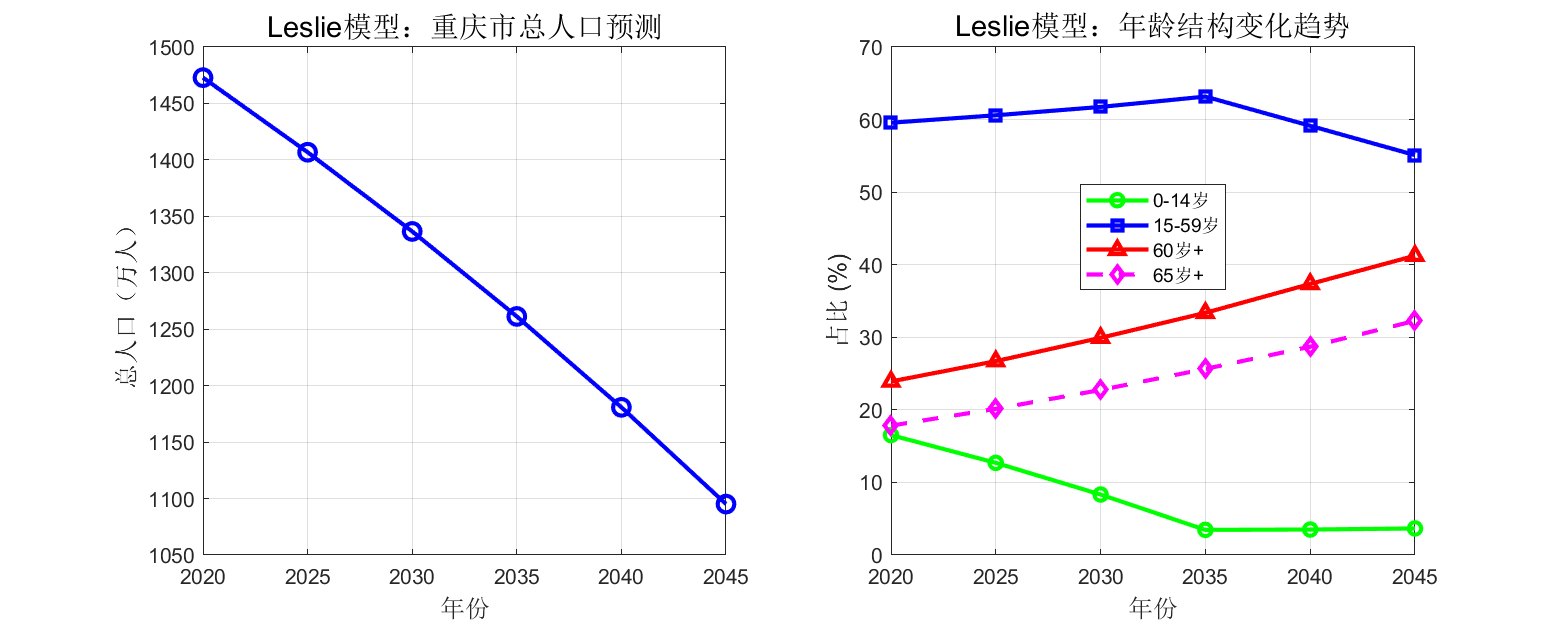 Leslie模型：重庆市总人口预测
1500
1450
1400
1350
1300
1250
1200
1150
1100
1050
总人口（万人）
2020 2025 2030 2035 2040 2045
年份
Leslie模型：年龄结构变化趋势
70
60
50
40
30
20
10
0
占比 (%)
0-14岁
15-59岁
60岁+
65岁+
2020 2025 2030 2035 2040 2045
年份